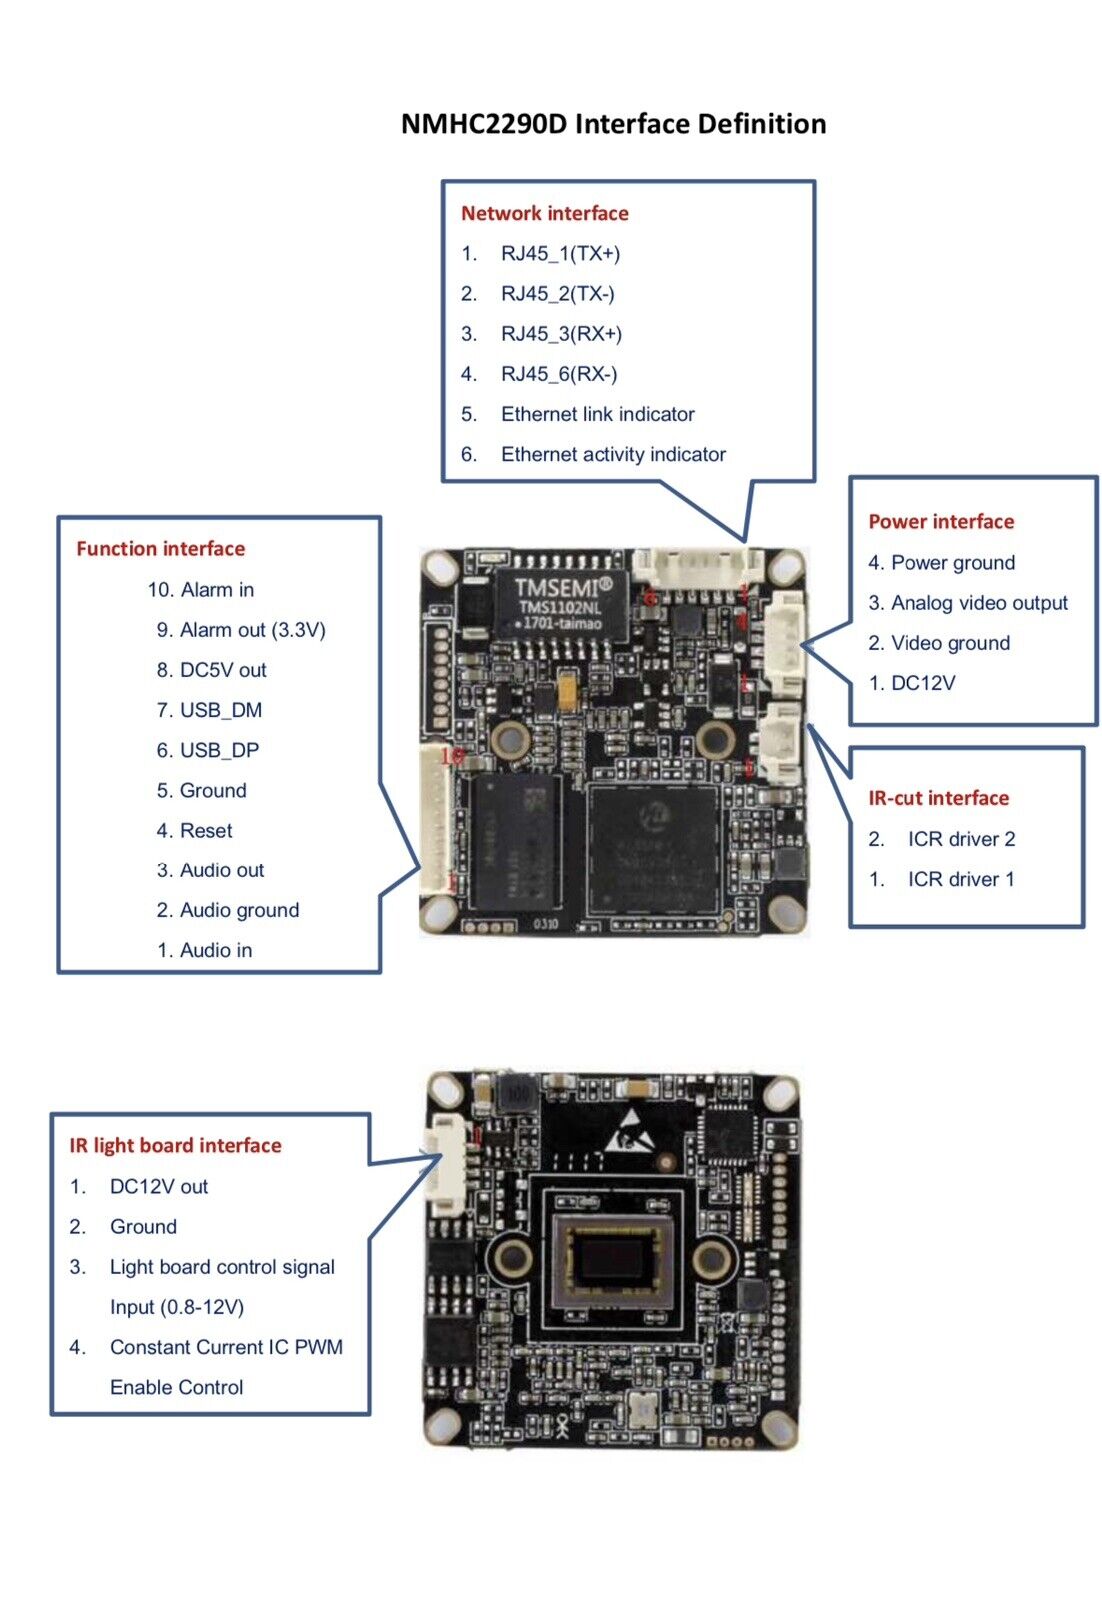 NMHC2290D Interface Definition
Network interface
1. RJ45_1(TX+)
2. RJ45_2(TX-)
3. RJ45_3(RX+)
4. RJ45_6(RX-)
5. Ethernet link indicator
6. Ethernet activity indicator
Power interface
4. Power ground
3. Analog video output
2. Video ground
1. DC12V
Function interface
10. Alarm in
9. Alarm out (3.3V)
8. DC5V out
7. USB_DM
6. USB_DP
5. Ground
4. Reset
3. Audio out
2. Audio ground
1. Audio in
IR-cut interface
2. ICR driver 2
1. ICR driver 1
TMSEMI®
TMS1102NL
1701-taimao
6
1
4
1
10
1
1
0310
IR light board interface
1. DC12V out
2. Ground
3. Light board control signal
Input (0.8-12V)
4. Constant Current IC PWM
Enable Control
100
1